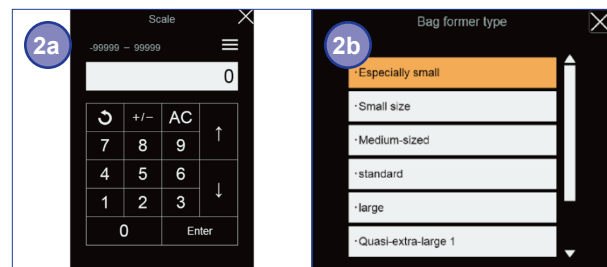 2a
Scale
-99999 – 99999
0
+/− AC
7 8 9 ↑
4 5 6
1 2 3 ↓
0 Enter
2b
Bag former type
·Especially small
·Small size
·Medium-sized
·standard
·large
·Quasi-extra-large 1